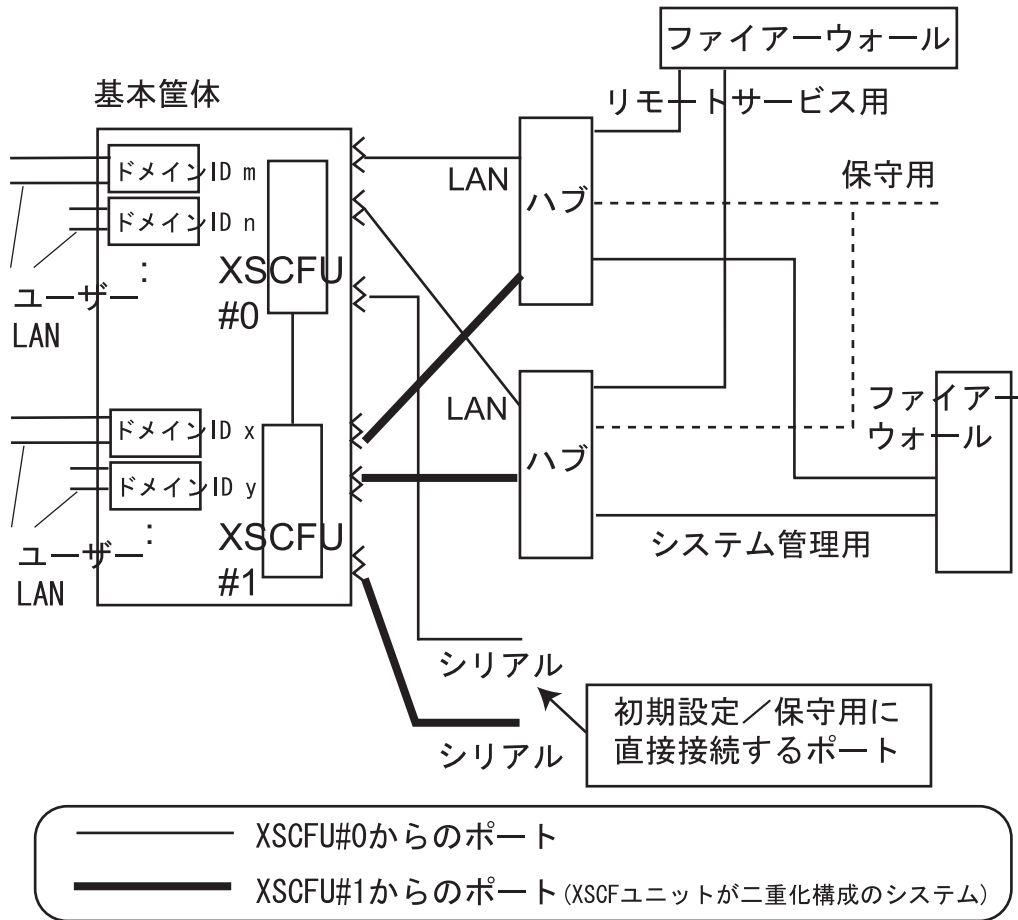 ファイアーウォール
基本筐体
リモートサービス用
ドメインID m
LAN
ハブ
保守用
ドメインID n
：
XSCFU
#0
ユーザー
LAN
ドメインID x
LAN
ハブ
ファイアー
ウォール
ドメインID y
：
XSCFU
#1
システム管理用
ユーザー
LAN
シリアル
初期設定／保守用に
直接接続するポート
シリアル
XSCFU#0からのポート
XSCFU#1からのポート(XSCFユニットが二重化構成のシステム)